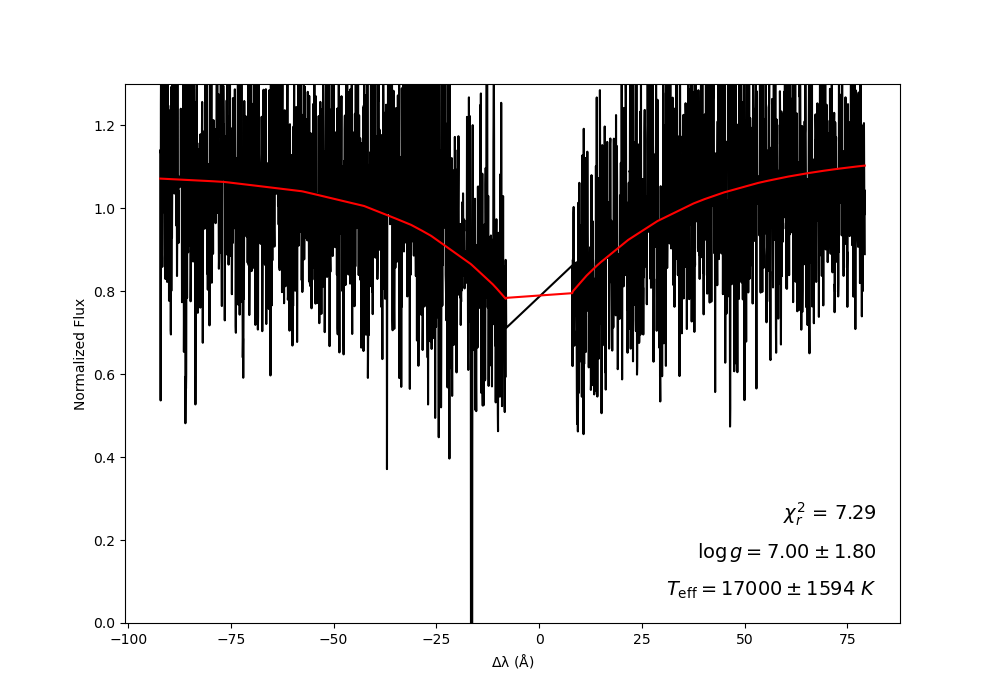 1.2
1.0
0.8
0.6
0.4
0.2
0.0
Normalized Flux
χ²ᵣ = 7.29
log g = 7.00 ± 1.80
T_eff = 17000 ± 1594 K
−100 −75 −50 −25 0 25 50 75
Δλ (Å)